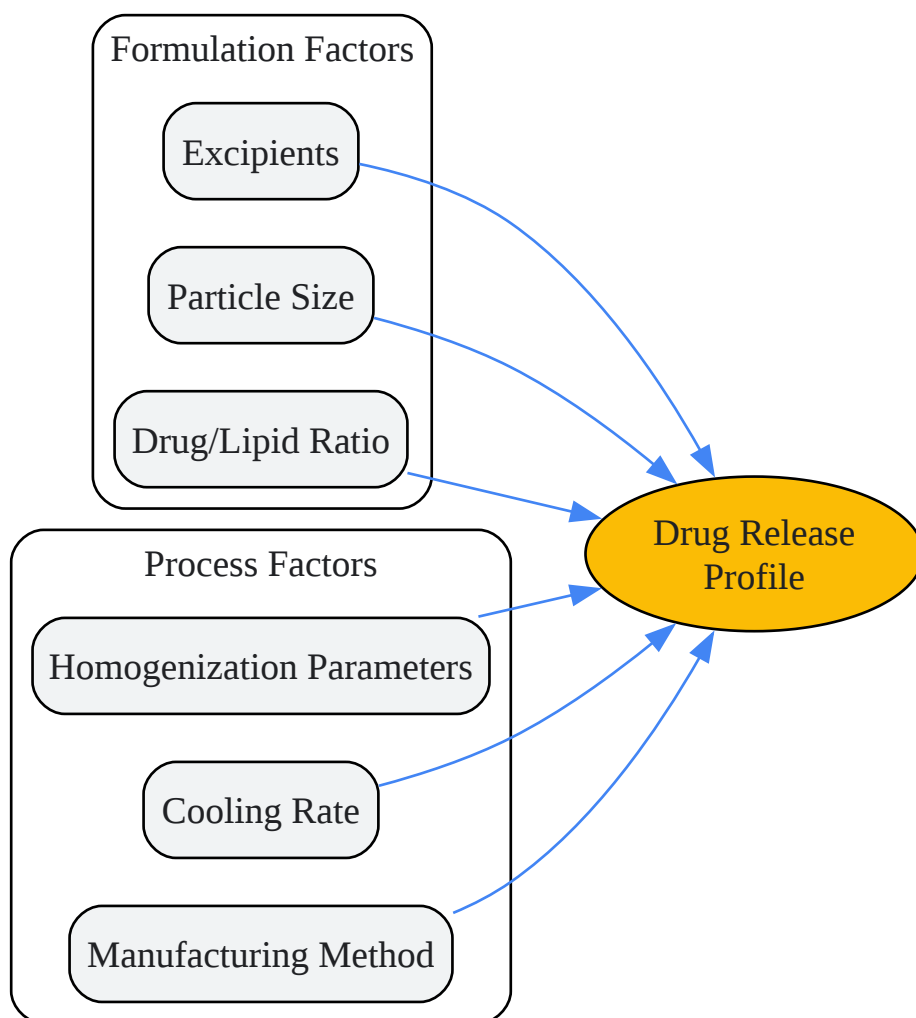 Formulation Factors
Excipients
Particle Size
Drug/Lipid Ratio
Process Factors
Homogenization Parameters
Cooling Rate
Manufacturing Method
Drug Release
Profile